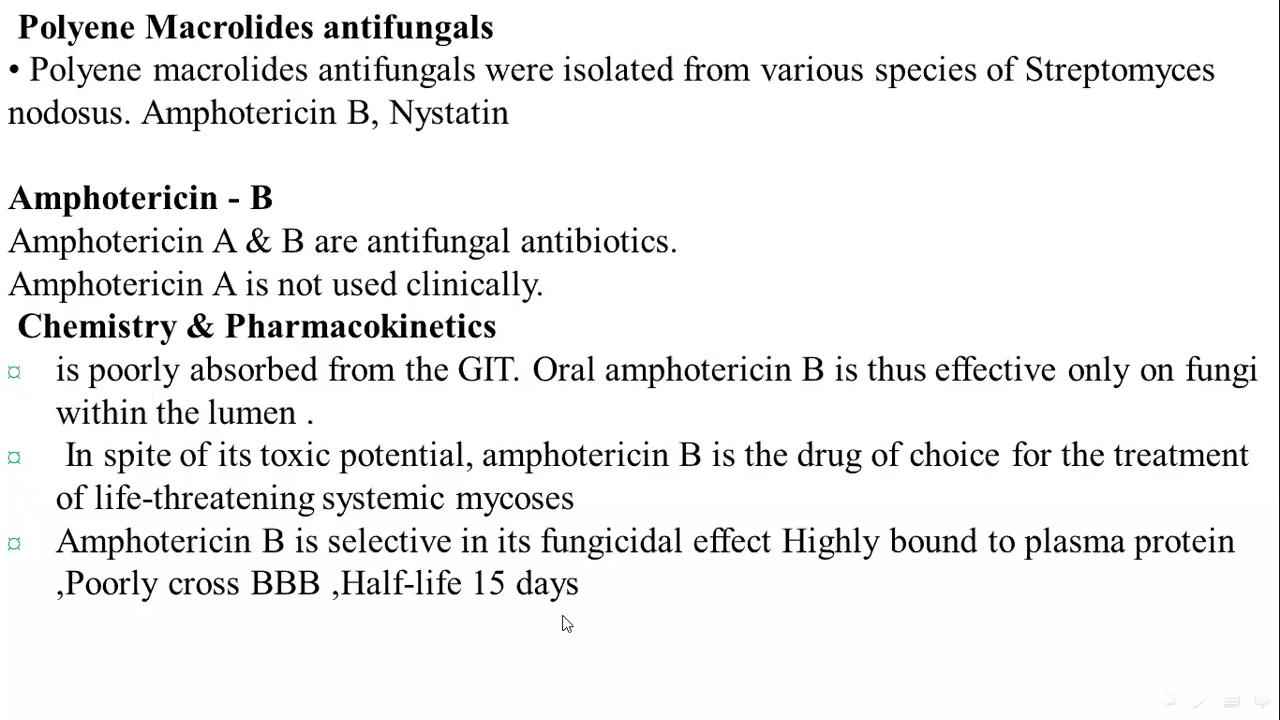 Polyene Macrolides antifungals
• Polyene macrolides antifungals were isolated from various species of Streptomyces
nodosus. Amphotericin B, Nystatin
Amphotericin - B
Amphotericin A & B are antifungal antibiotics.
Amphotericin A is not used clinically.
Chemistry & Pharmacokinetics
¤ is poorly absorbed from the GIT. Oral amphotericin B is thus effective only on fungi
within the lumen .
¤ In spite of its toxic potential, amphotericin B is the drug of choice for the treatment
of life-threatening systemic mycoses
¤ Amphotericin B is selective in its fungicidal effect Highly bound to plasma protein
,Poorly cross BBB ,Half-life 15 days